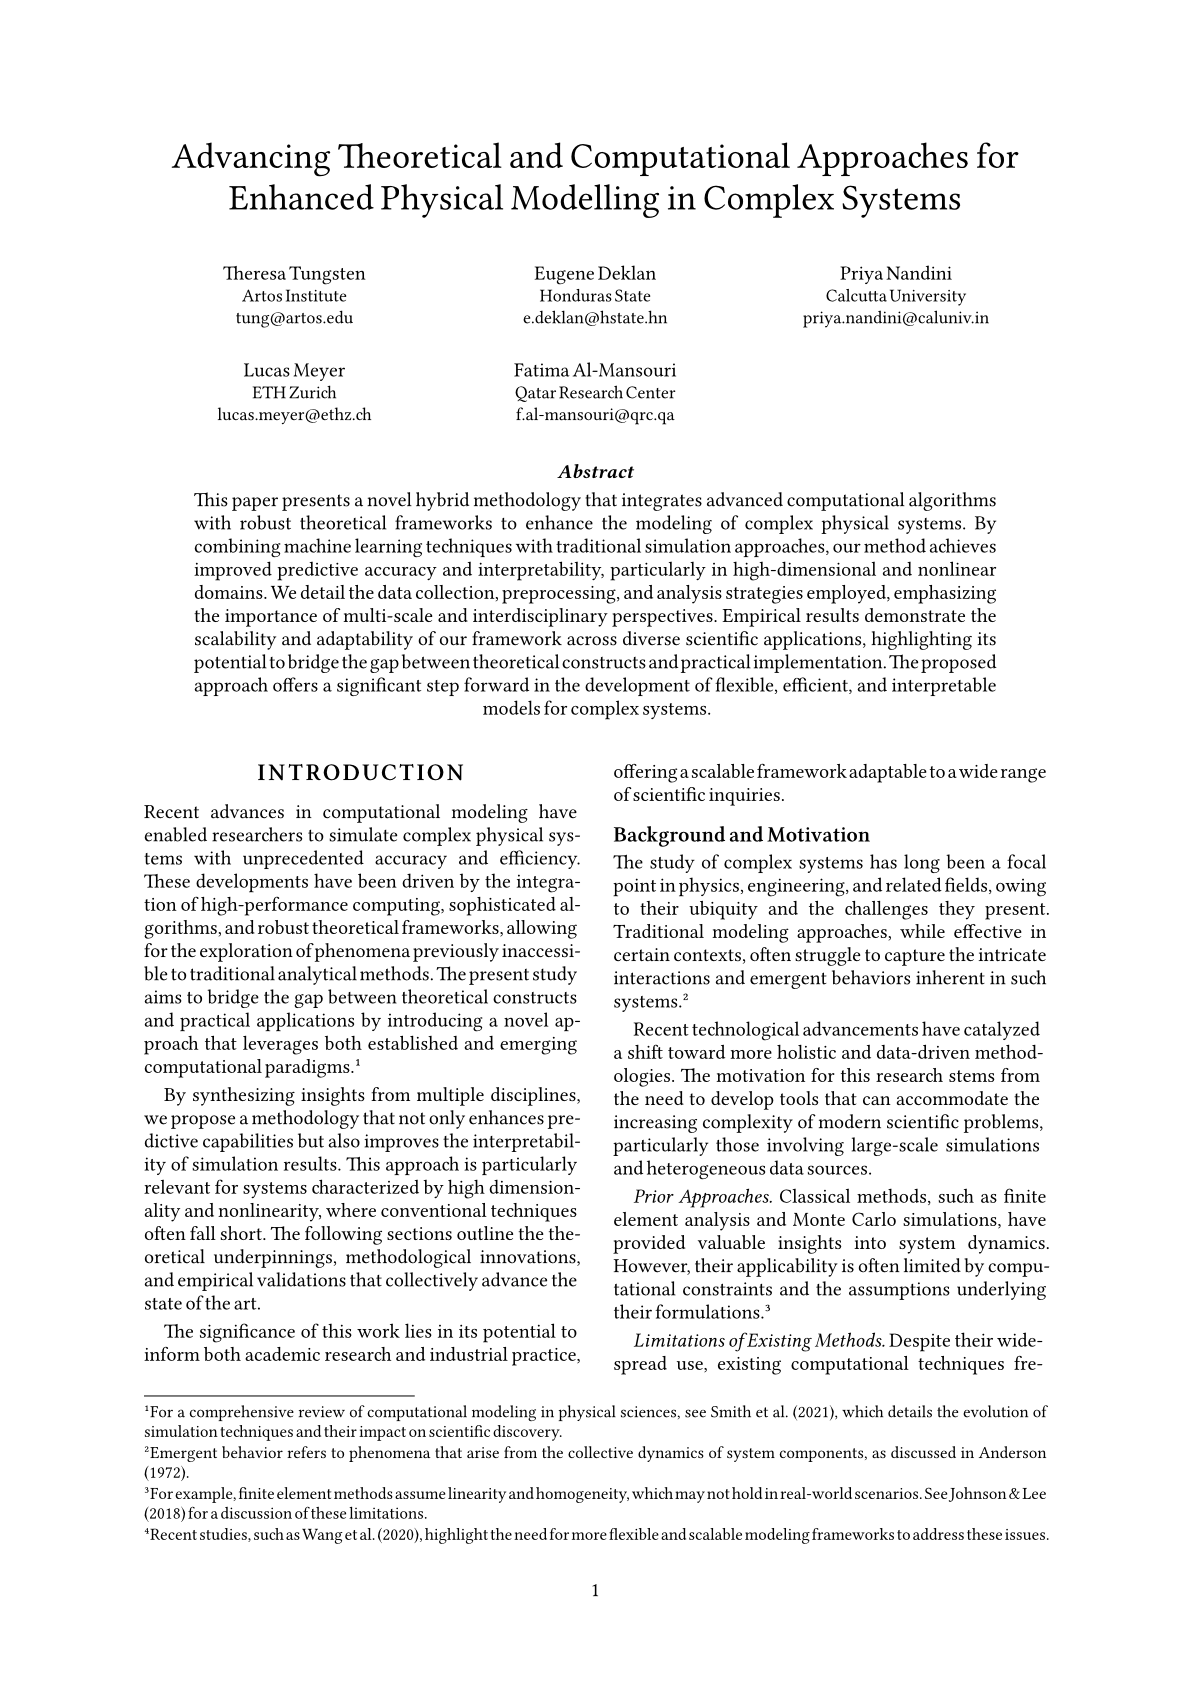 Advancing Theoretical and Computational Approaches for
Enhanced Physical Modelling in Complex Systems
Theresa Tungsten
Artos Institute
tung@artos.edu
Eugene Deklan
Honduras State
e.deklan@hstate.hn
Priya Nandini
Calcutta University
priya.nandini@caluniv.in
Lucas Meyer
ETH Zurich
lucas.meyer@ethz.ch
Fatima Al-Mansouri
Qatar Research Center
f.al-mansouri@qrc.qa
Abstract
This paper presents a novel hybrid methodology that integrates advanced computational algorithms
with robust theoretical frameworks to enhance the modeling of complex physical systems. By
combining machine learning techniques with traditional simulation approaches, our method achieves
improved predictive accuracy and interpretability, particularly in high-dimensional and nonlinear
domains. We detail the data collection, preprocessing, and analysis strategies employed, emphasizing
the importance of multi-scale and interdisciplinary perspectives. Empirical results demonstrate the
scalability and adaptability of our framework across diverse scientific applications, highlighting its
potential to bridge the gap between theoretical constructs and practical implementation. The proposed
approach offers a significant step forward in the development of flexible, efficient, and interpretable
models for complex systems.
INTRODUCTION
Recent advances in computational modeling have
enabled researchers to simulate complex physical sys-
tems with unprecedented accuracy and efficiency.
These developments have been driven by the integra-
tion of high-performance computing, sophisticated al-
gorithms, and robust theoretical frameworks, allowing
for the exploration of phenomena previously inaccessi-
ble to traditional analytical methods. The present study
aims to bridge the gap between theoretical constructs
and practical applications by introducing a novel ap-
proach that leverages both established and emerging
computational paradigms.¹
By synthesizing insights from multiple disciplines,
we propose a methodology that not only enhances pre-
dictive capabilities but also improves the interpretabil-
ity of simulation results. This approach is particularly
relevant for systems characterized by high dimension-
ality and nonlinearity, where conventional techniques
often fall short. The following sections outline the the-
oretical underpinnings, methodological innovations,
and empirical validations that collectively advance the
state of the art.
The significance of this work lies in its potential to
inform both academic research and industrial practice,
offering a scalable framework adaptable to a wide range
of scientific inquiries.
Background and Motivation
The study of complex systems has long been a focal
point in physics, engineering, and related fields, owing
to their ubiquity and the challenges they present.
Traditional modeling approaches, while effective in
certain contexts, often struggle to capture the intricate
interactions and emergent behaviors inherent in such
systems.²
Recent technological advancements have catalyzed
a shift toward more holistic and data-driven method-
ologies. The motivation for this research stems from
the need to develop tools that can accommodate the
increasing complexity of modern scientific problems,
particularly those involving large-scale simulations
and heterogeneous data sources.
Prior Approaches. Classical methods, such as finite
element analysis and Monte Carlo simulations, have
provided valuable insights into system dynamics.
However, their applicability is often limited by compu-
tational constraints and the assumptions underlying
their formulations.³
Limitations of Existing Methods. Despite their wide-
spread use, existing computational techniques fre-
¹For a comprehensive review of computational modeling in physical sciences, see Smith et al. (2021), which details the evolution of
simulation techniques and their impact on scientific discovery.
²Emergent behavior refers to phenomena that arise from the collective dynamics of system components, as discussed in Anderson
(1972).
³For example, finite element methods assume linearity and homogeneity, which may not hold in real-world scenarios. See Johnson & Lee
(2018) for a discussion of these limitations.
⁴Recent studies, such as Wang et al. (2020), highlight the need for more flexible and scalable modeling frameworks to address these issues.
1